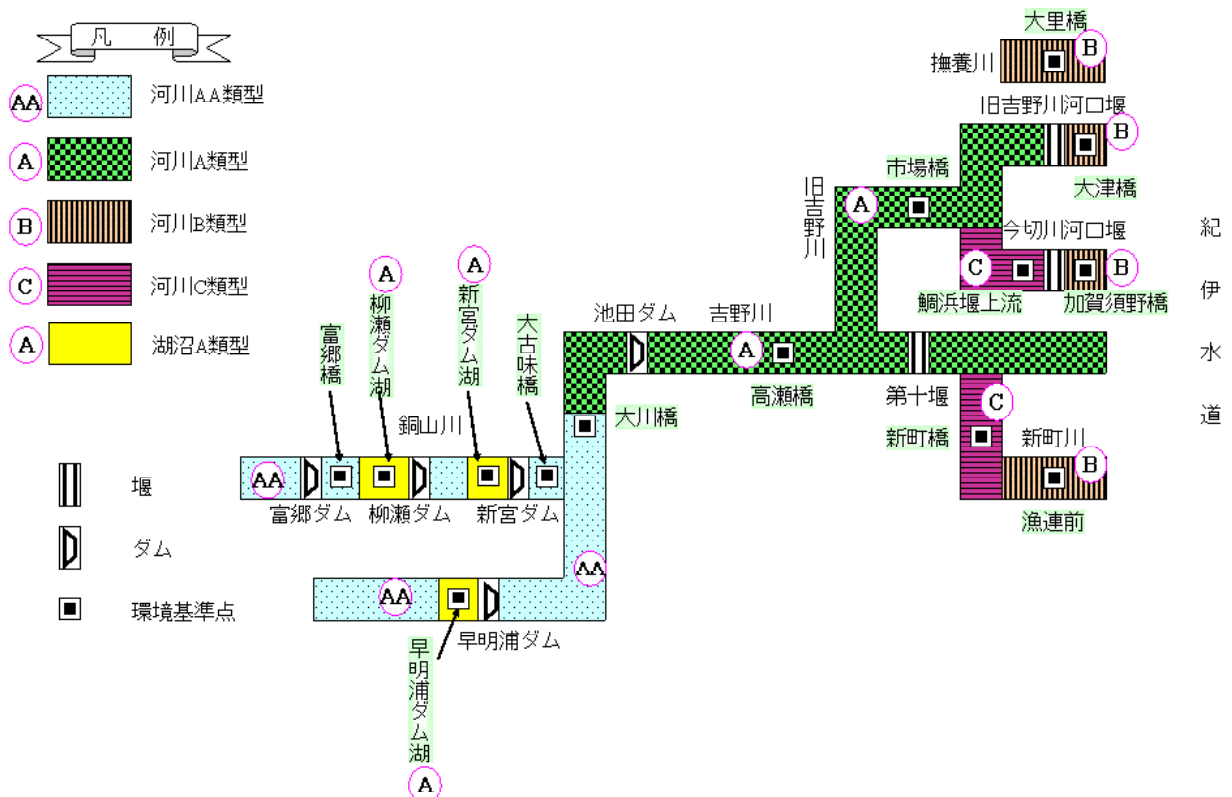 凡 例
AA
河川AA類型
A
河川A類型
B
河川B類型
C
河川C類型
A
湖沼A類型
堰
ダム
環境基準点
大里橋
B
撫養川
旧吉野川河口堰
B
大津橋
市場橋
A
旧吉野川
今切川河口堰
C
B
鯛浜堰上流
加賀須野橋
紀伊水道
池田ダム
吉野川
A
高瀬橋
第十堰
C
新町橋
新町川
B
漁連前
A
柳瀬ダム湖
A
新宮ダム湖
富郷橋
大古味橋
銅山川
大川橋
AA
富郷ダム
柳瀬ダム
新宮ダム
AA
AA
早明浦ダム
早明浦ダム湖
A